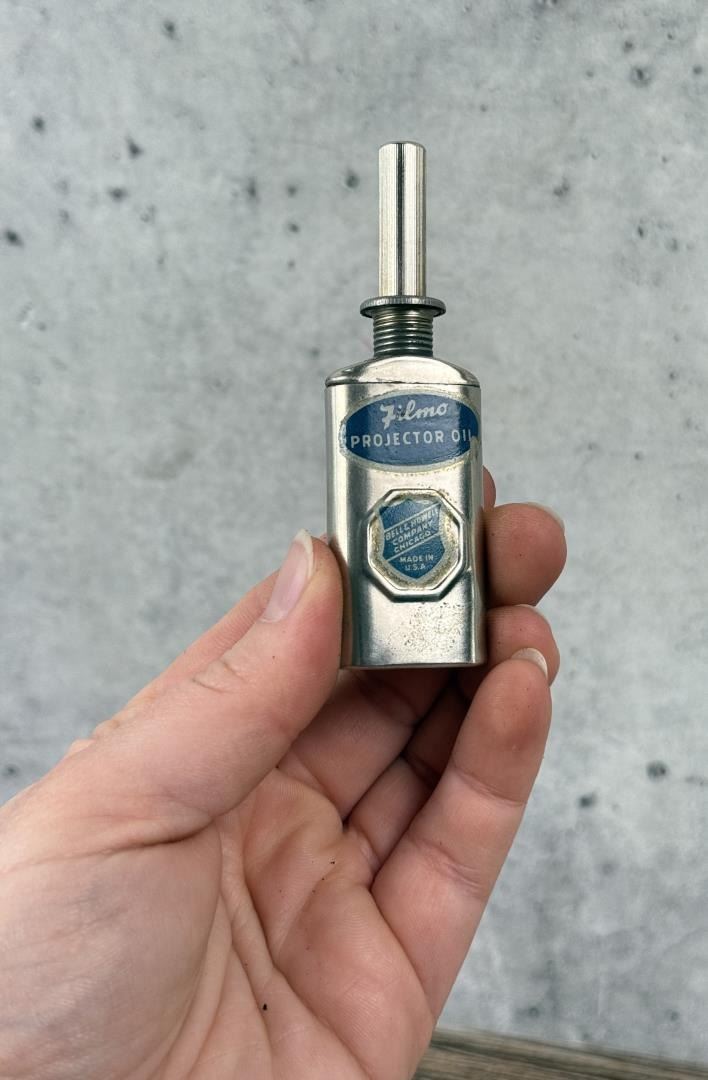 Filmo
PROJECTOR OIL
BELL & HOWELL
COMPANY
CHICAGO
MADE IN
U.S.A